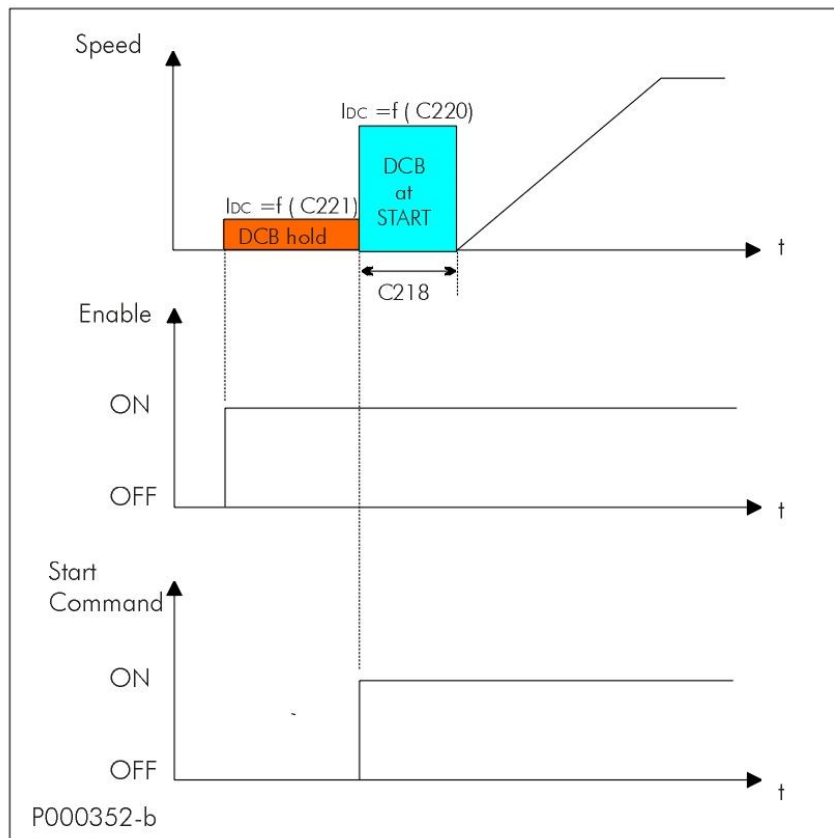 Speed
IDC =f ( C220)
DCB
at
START
IDC =f ( C221)
DCB hold
t
C218
Enable
ON
OFF
t
Start
Command
ON
OFF
t
P000352-b